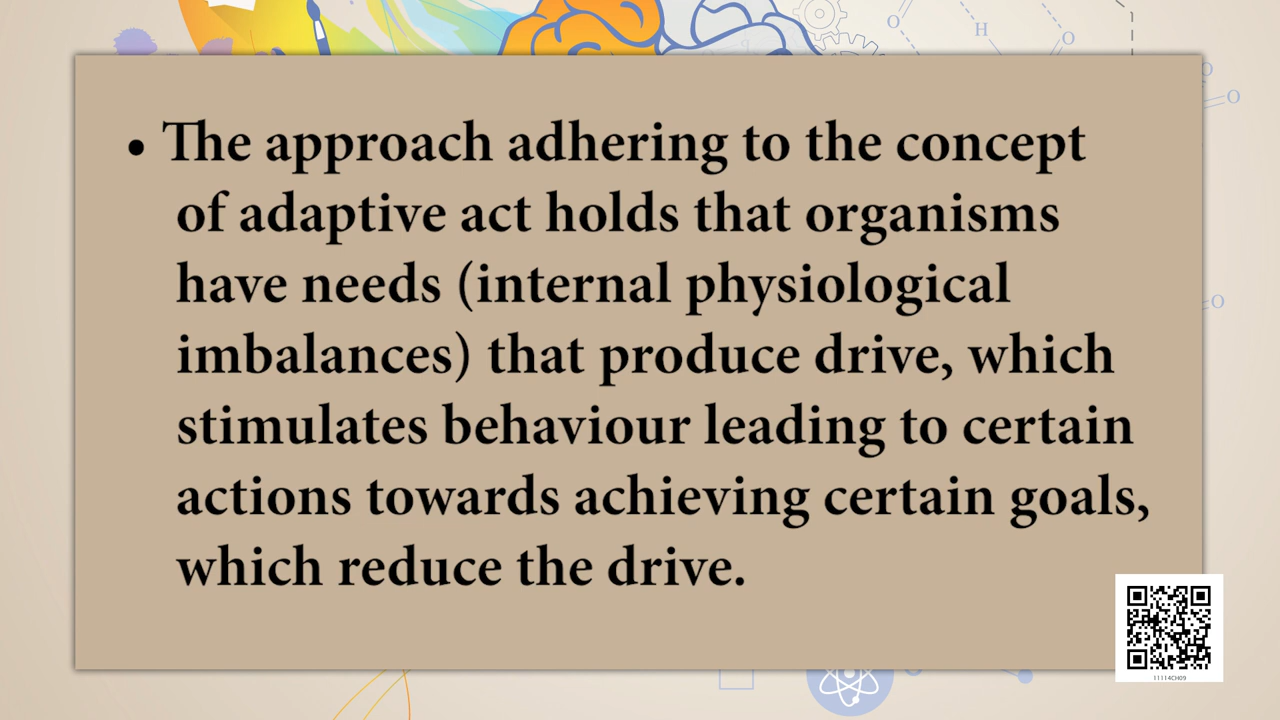 • The approach adhering to the concept
of adaptive act holds that organisms
have needs (internal physiological
imbalances) that produce drive, which
stimulates behaviour leading to certain
actions towards achieving certain goals,
which reduce the drive.
O
H
O
O
O
O
11114CH09